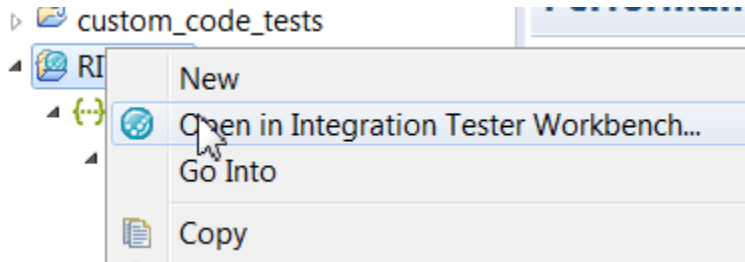 custom_code_tests
RI
New
Open in Integration Tester Workbench...
Go Into
Copy